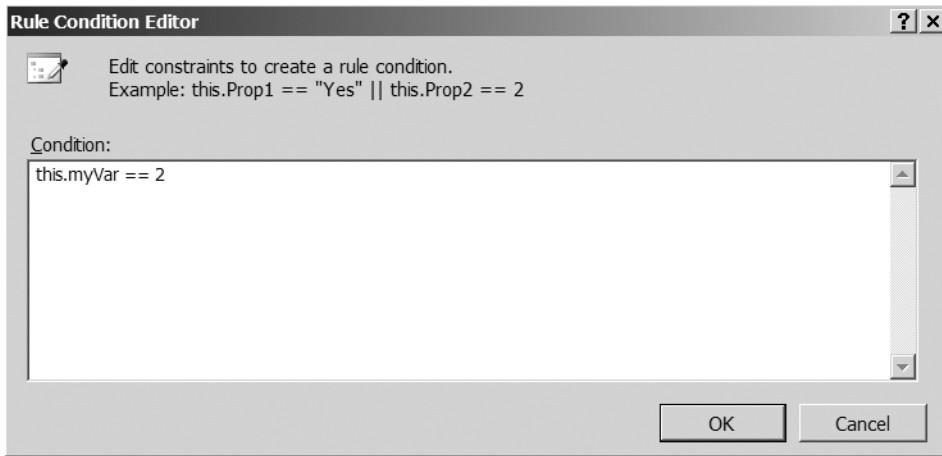 Rule Condition Editor
Edit constraints to create a rule condition.
Example: this.Prop1 == "Yes" || this.Prop2 == 2
Condition:
this.myVar == 2
OK
Cancel